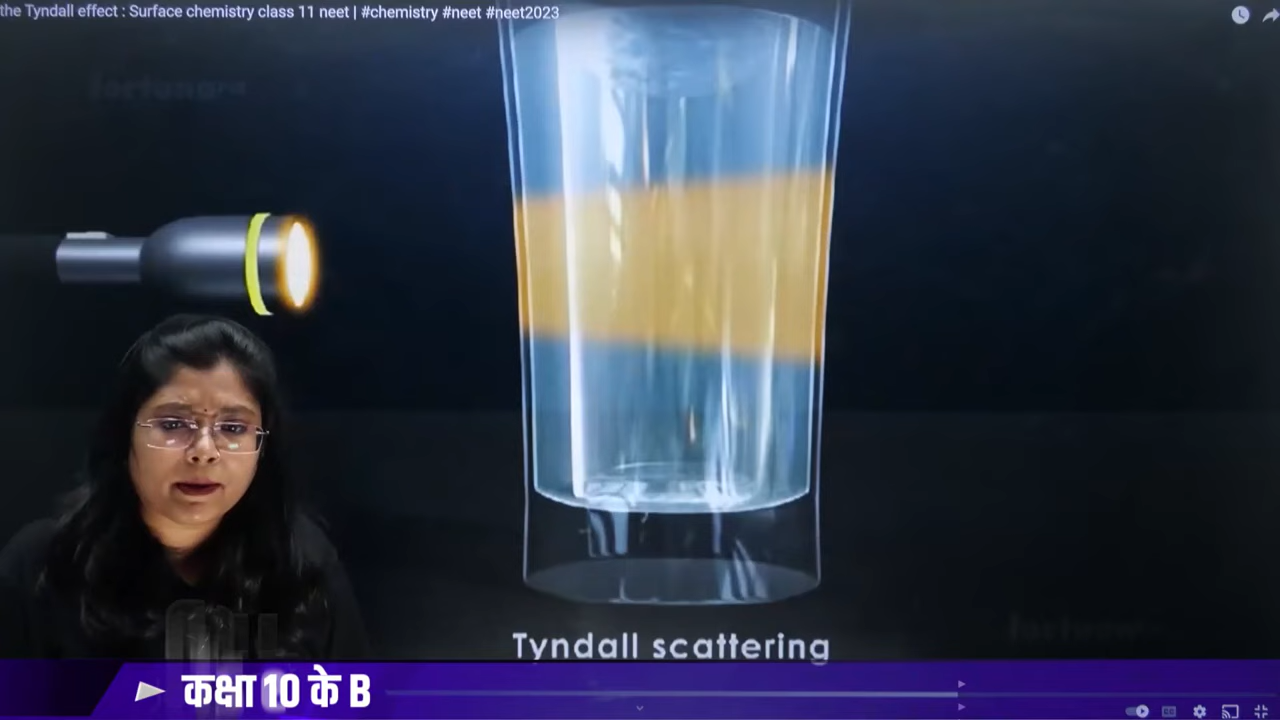 the Tyndall effect : Surface chemistry class 11 neet | #chemistry #neet #neet2023
Tyndall scattering
कक्षा 10 के B